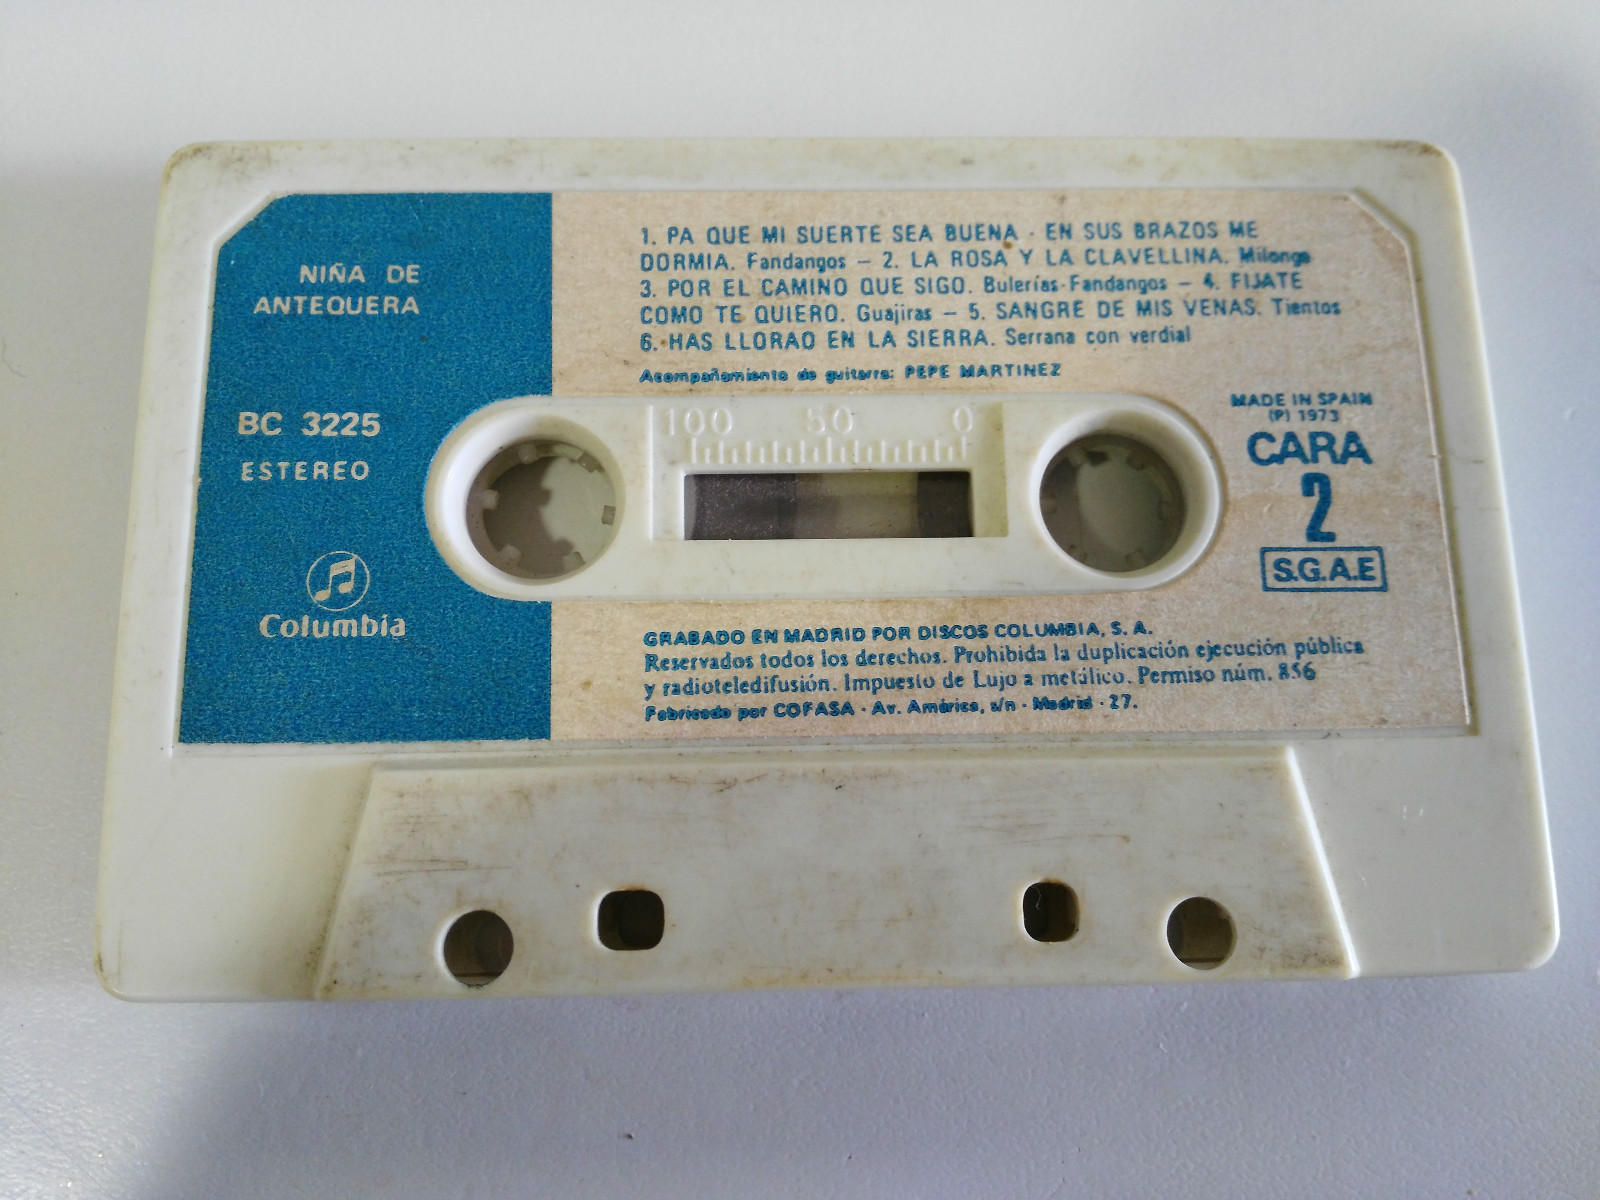 NIÑA DE
ANTEQUERA
BC 3225
ESTEREO
Columbia
1. PA QUE MI SUERTE SEA BUENA · EN SUS BRAZOS ME
DORMIA. Fandangos — 2. LA ROSA Y LA CLAVELLINA. Milonga
3. POR EL CAMINO QUE SIGO. Bulerías-Fandangos — 4. FIJATE
COMO TE QUIERO. Guajiras — 5. SANGRE DE MIS VENAS. Tientos
6. HAS LLORAO EN LA SIERRA. Serrana con verdial
Acompañamiento de guitarra: PEPE MARTINEZ
100 50 0
MADE IN SPAIN
(P) 1973
CARA
2
S.G.A.E
GRABADO EN MADRID POR DISCOS COLUMBIA, S. A.
Reservados todos los derechos. Prohibida la duplicación ejecución pública
y radioteledifusión. Impuesto de Lujo a metálico. Permiso núm. 856
Fabricado por COFASA · Av. América, s/n · Madrid · 27.